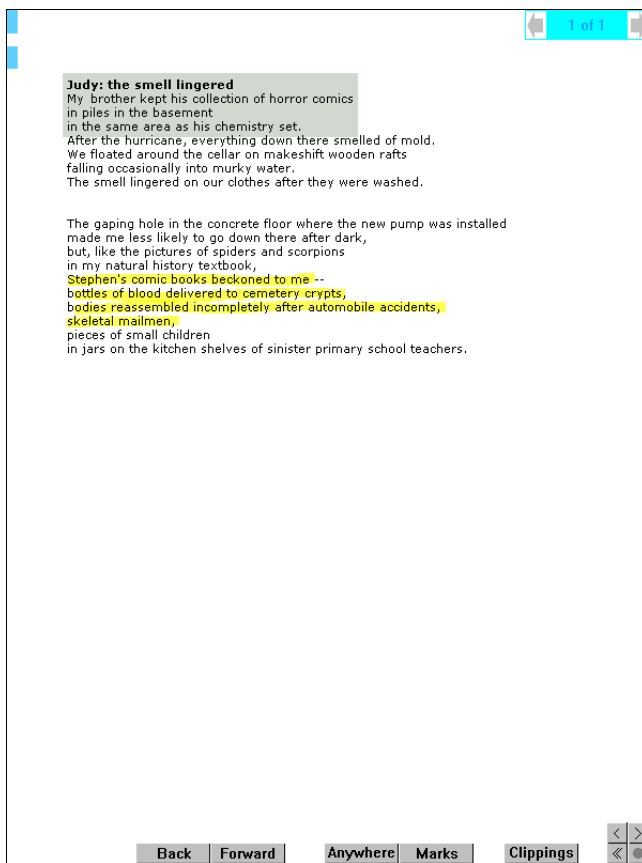 1 of 1
Judy: the smell lingered
My brother kept his collection of horror comics
in piles in the basement
in the same area as his chemistry set.
After the hurricane, everything down there smelled of mold.
We floated around the cellar on makeshift wooden rafts
falling occasionally into murky water.
The smell lingered on our clothes after they were washed.
The gaping hole in the concrete floor where the new pump was installed
made me less likely to go down there after dark,
but, like the pictures of spiders and scorpions
in my natural history textbook,
Stephen's comic books beckoned to me --
bottles of blood delivered to cemetery crypts,
bodies reassembled incompletely after automobile accidents,
skeletal mailmen,
pieces of small children
in jars on the kitchen shelves of sinister primary school teachers.
Back Forward Anywhere Marks Clippings